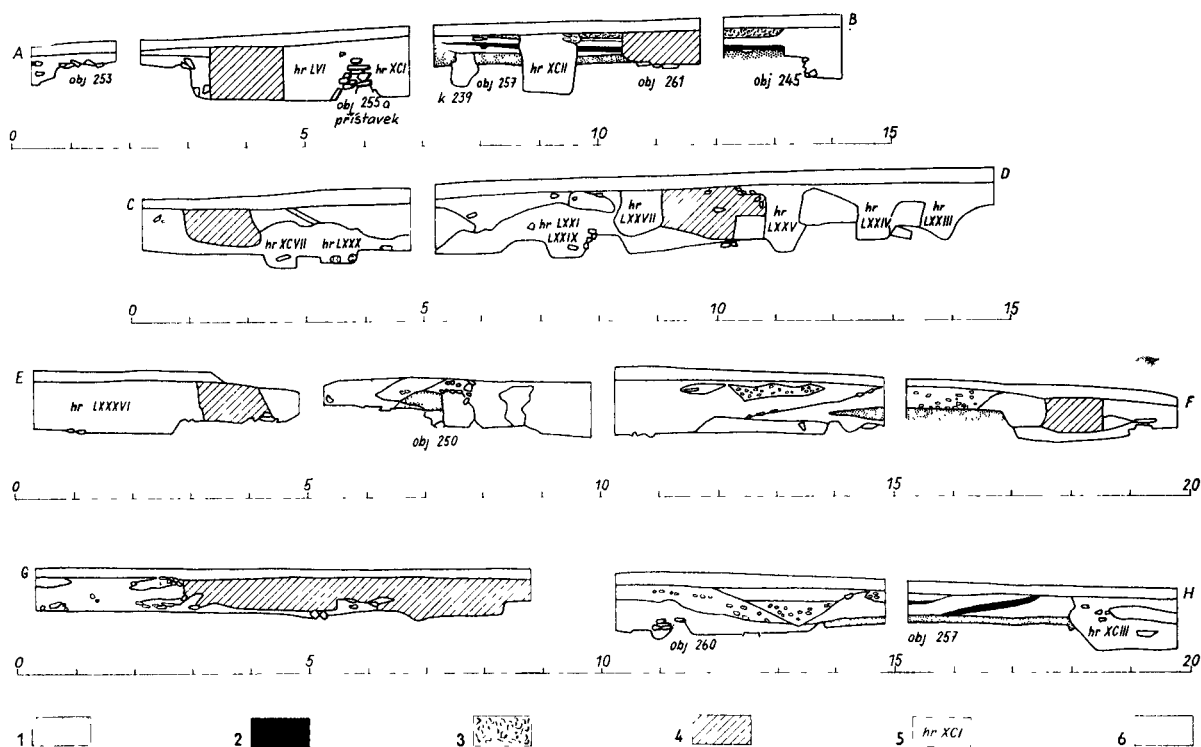 A
B
obj 253
hr LVI
hr XCI
obj 255 a
přístavek
k 239
obj 257
hr XCII
obj 261
obj 245
0 5 10 15
C
D
hr XCVII
hr LXXX
hr LXXI
LXXIX
hr LXXVII
hr LXXV
hr LXXIV
hr LXXIII
0 5 10 15
E
F
hr LXXXVI
obj 250
0 5 10 15 20
G
H
obj 260
obj 257
hr XCIII
0 5 10 15 20
1 2 3 4 5 hr XCI 6